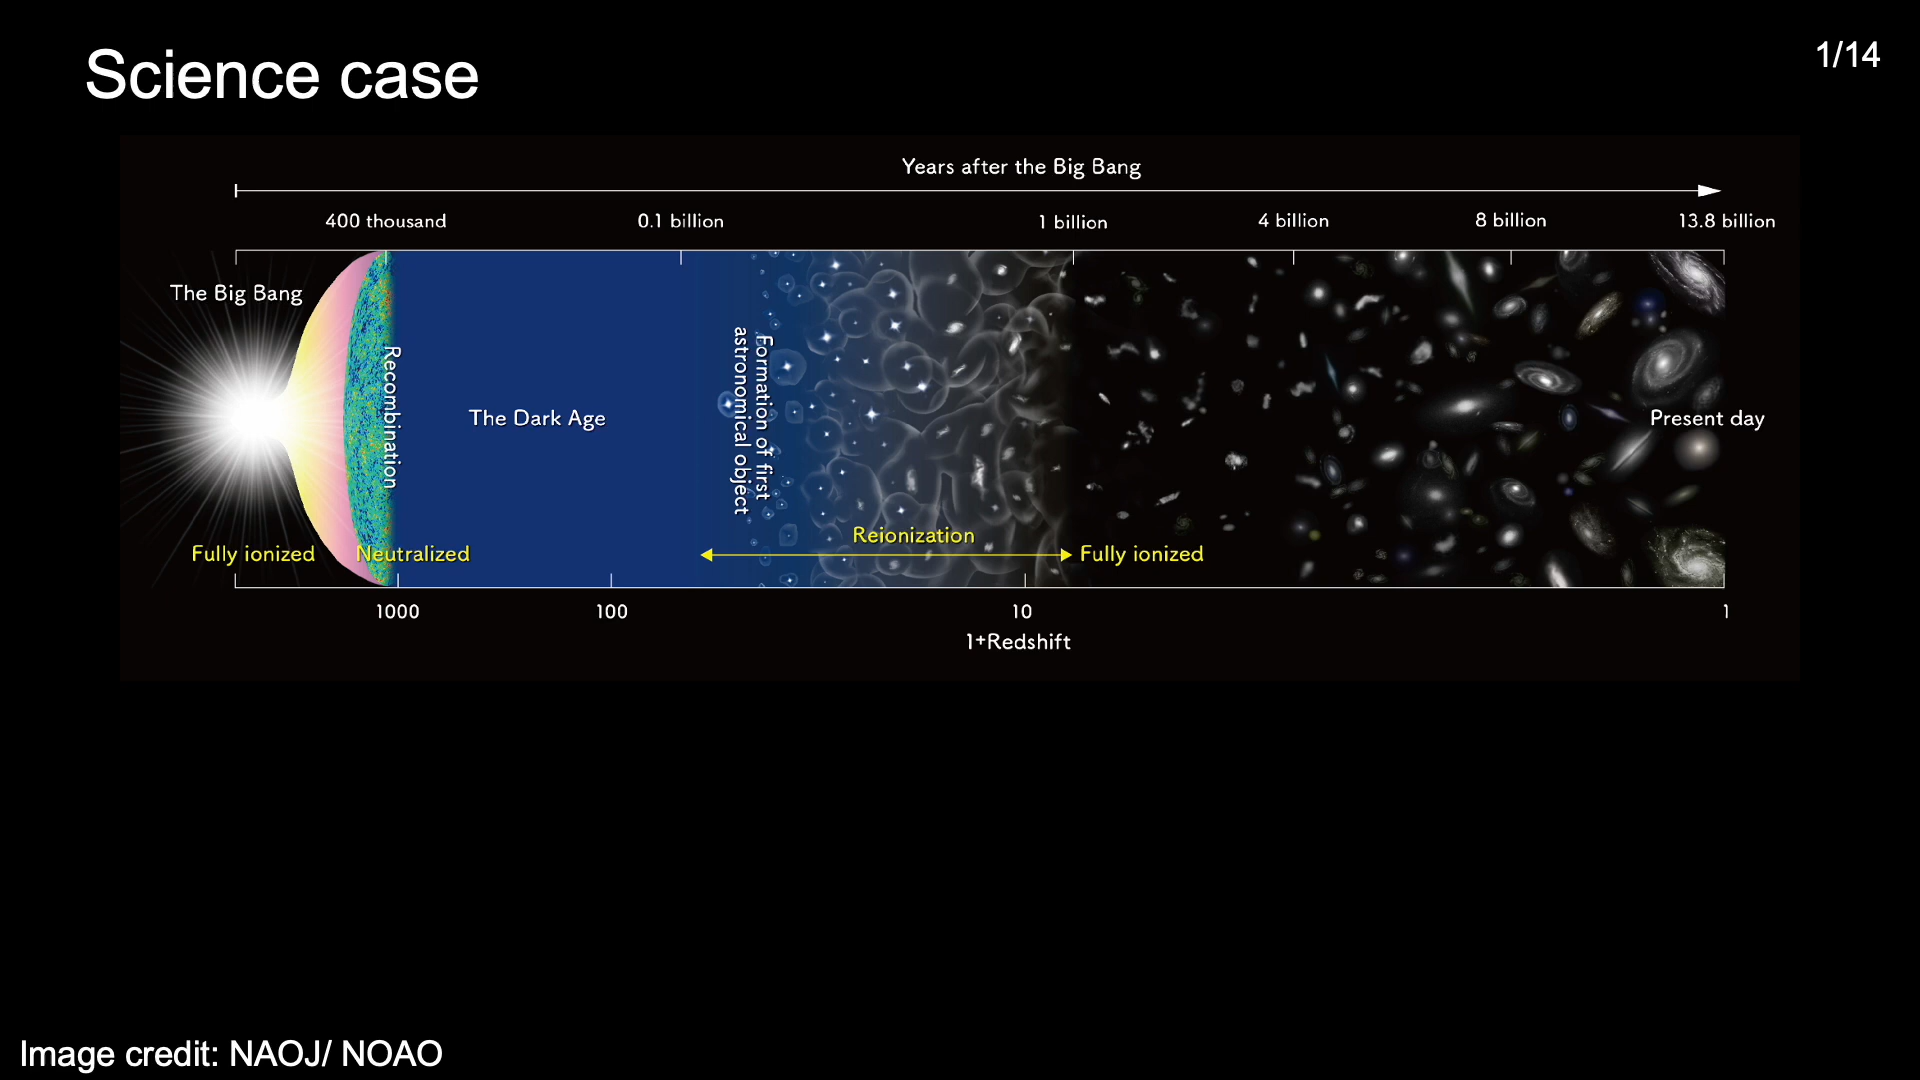 Science case
1/14
Years after the Big Bang
400 thousand
0.1 billion
1 billion
4 billion
8 billion
13.8 billion
The Big Bang
Recombination
The Dark Age
Formation of first
astronomical object
Present day
Reionization
Fully ionized
Neutralized
Fully ionized
1000
100
10
1
1+Redshift
Image credit: NAOJ/ NOAO